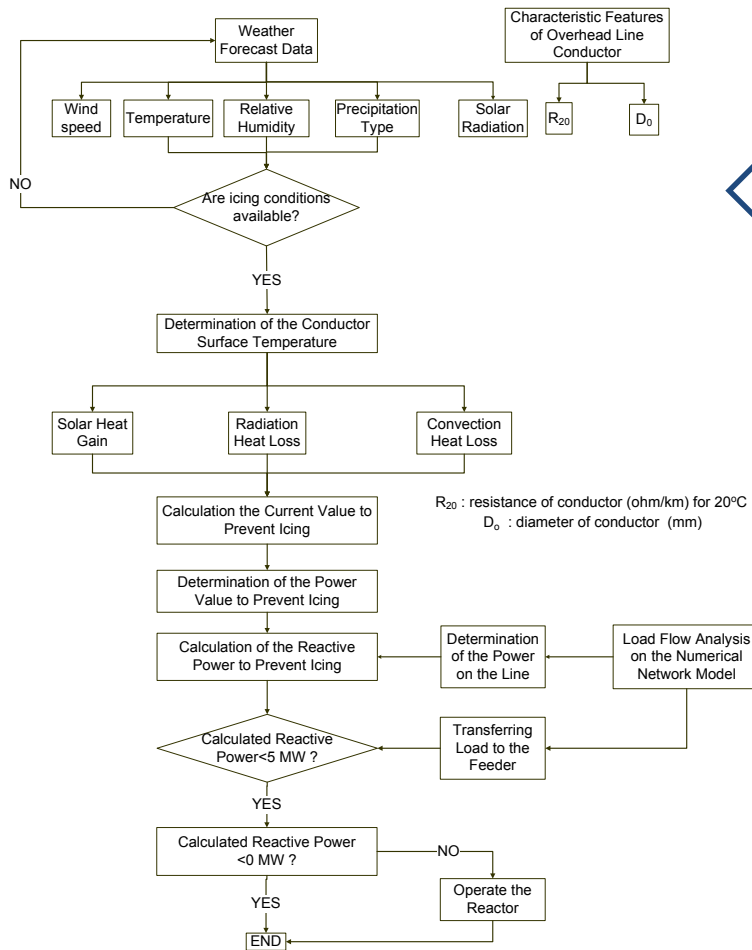 Weather
Forecast Data
Characteristic Features
of Overhead Line
Conductor
Wind
speed
Temperature
Relative
Humidity
Precipitation
Type
Solar
Radiation
R20
D0
NO
Are icing conditions
available?
YES
Determination of the Conductor
Surface Temperature
Solar Heat
Gain
Radiation
Heat Loss
Convection
Heat Loss
R20 : resistance of conductor (ohm/km) for 20ºC
Do : diameter of conductor (mm)
Calculation the Current Value to
Prevent Icing
Determination of the Power
Value to Prevent Icing
Calculation of the Reactive
Power to Prevent Icing
Determination
of the Power
on the Line
Load Flow Analysis
on the Numerical
Network Model
Calculated Reactive
Power<5 MW ?
Transferring
Load to the
Feeder
YES
Calculated Reactive Power
<0 MW ?
NO
Operate the
Reactor
YES
END